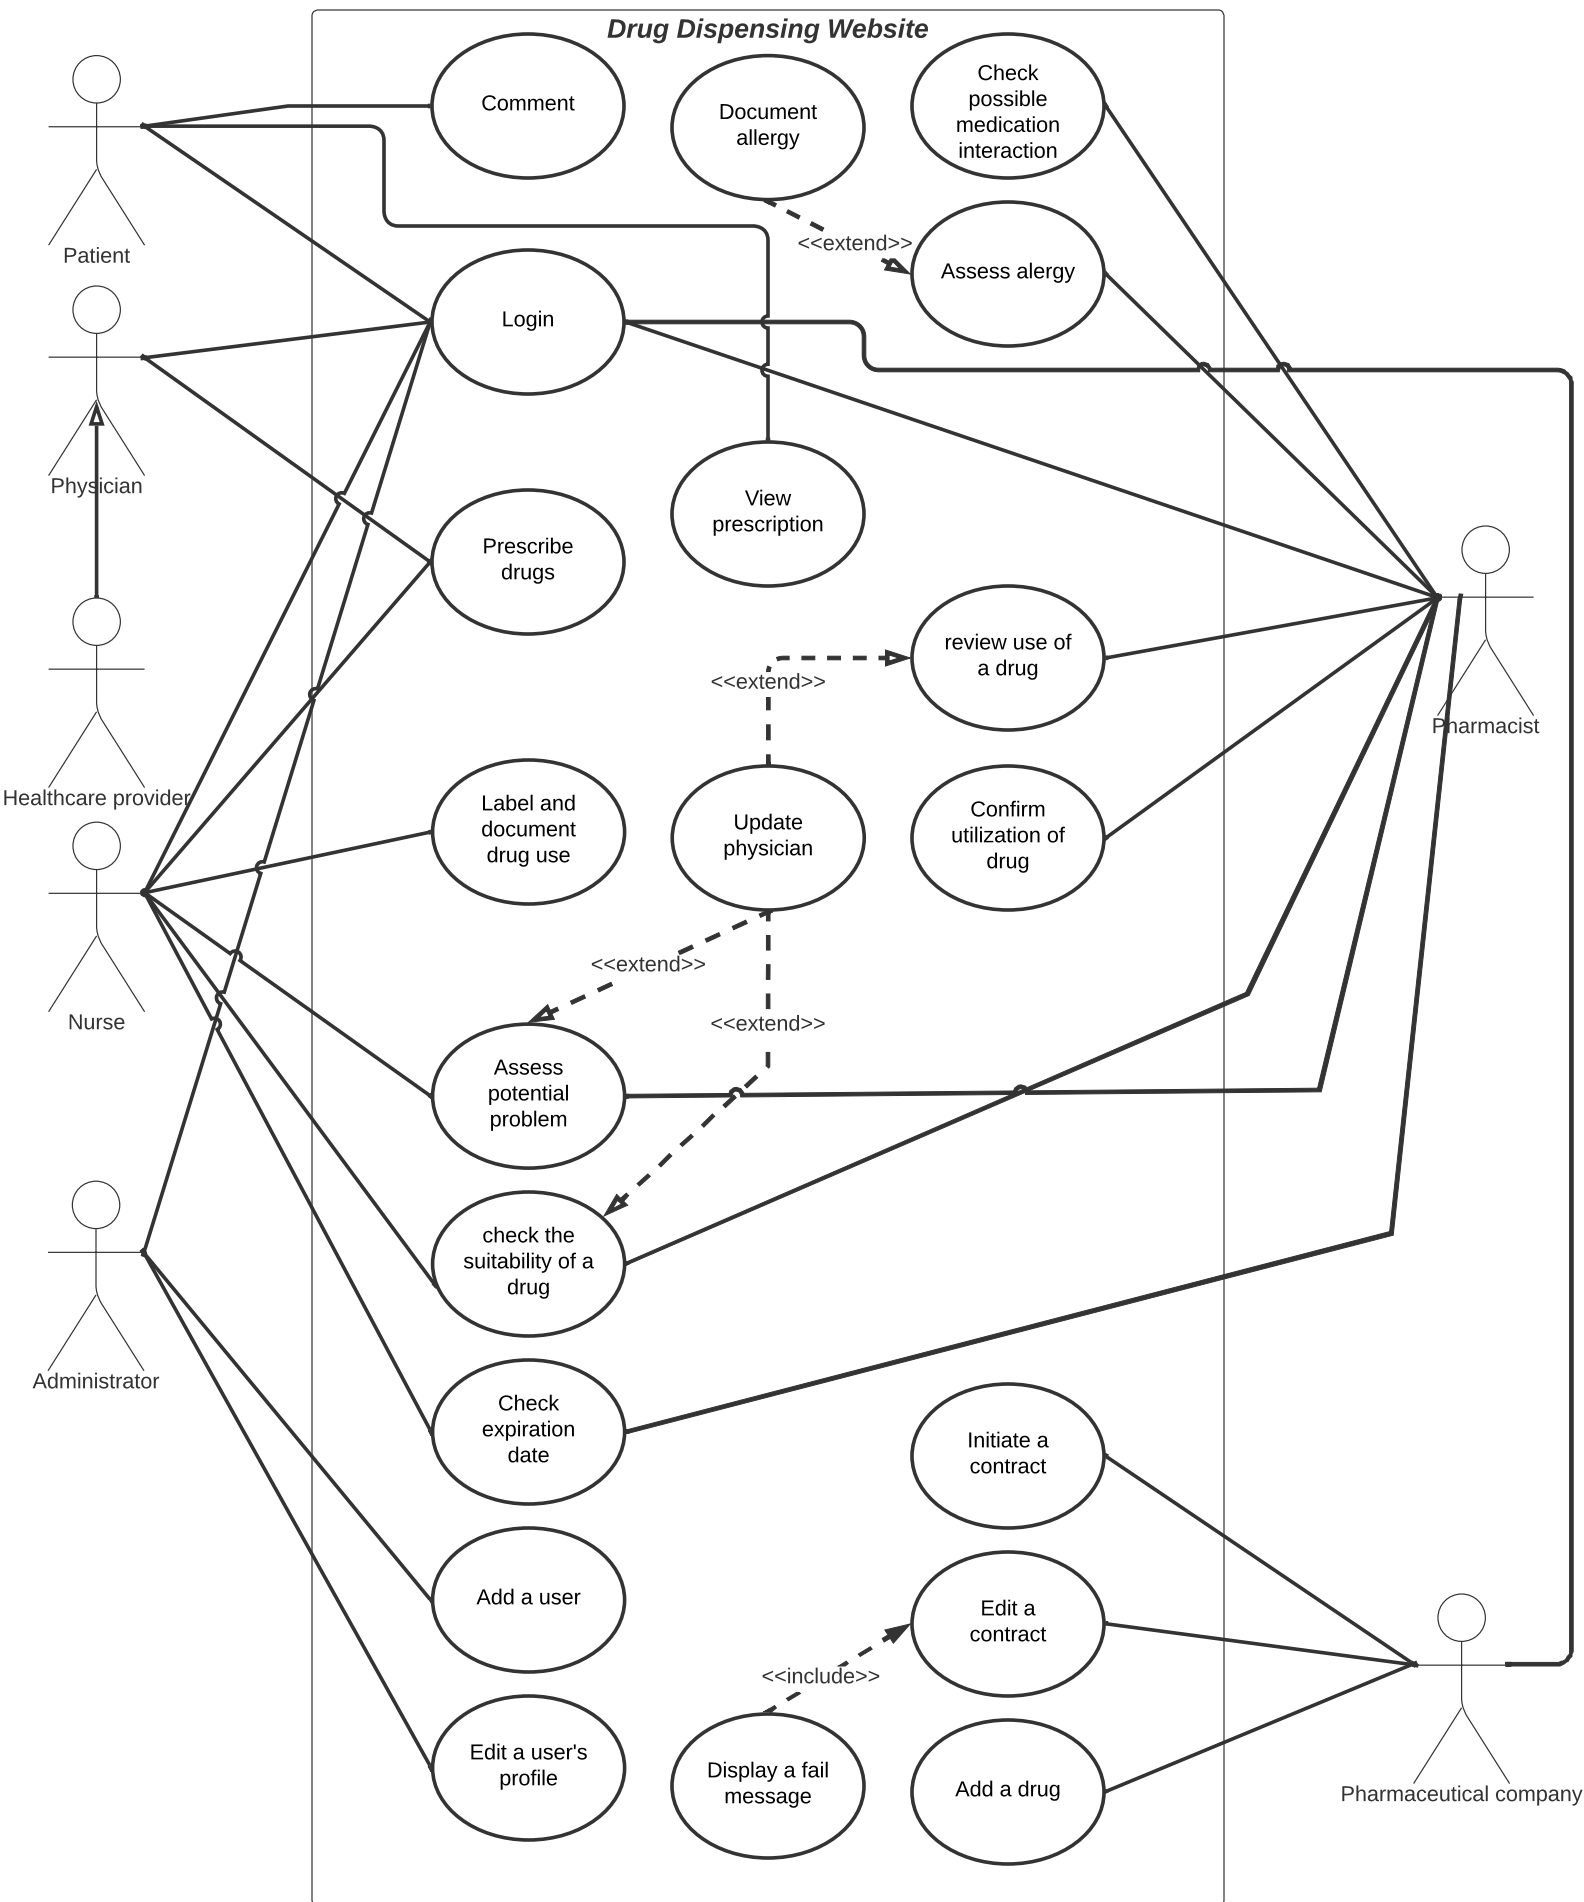 Drug Dispensing Website
Comment
Document
allergy
Check
possible
medication
interaction
Patient
<<extend>>
Assess alergy
Login
Physician
View
prescription
Prescribe
drugs
review use of
a drug
<<extend>>
Pharmacist
Healthcare provider
Label and
document
drug use
Update
physician
Confirm
utilization of
drug
<<extend>>
Nurse
<<extend>>
Assess
potential
problem
check the
suitability of a
drug
Administrator
Check
expiration
date
Initiate a
contract
Add a user
Edit a
contract
<<include>>
Edit a user's
profile
Display a fail
message
Add a drug
Pharmaceutical company